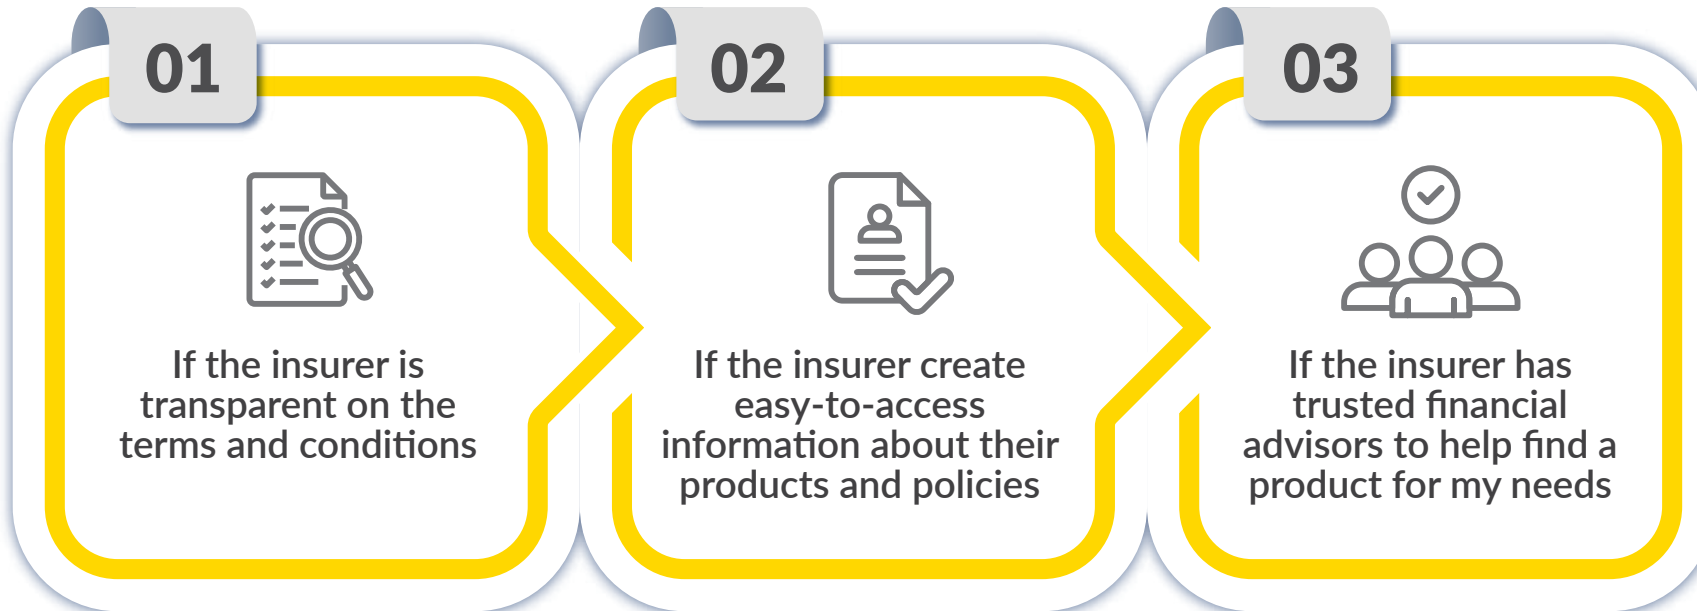 01
If the insurer is
transparent on the
terms and conditions
02
If the insurer create
easy-to-access
information about their
products and policies
03
If the insurer has
trusted financial
advisors to help find a
product for my needs